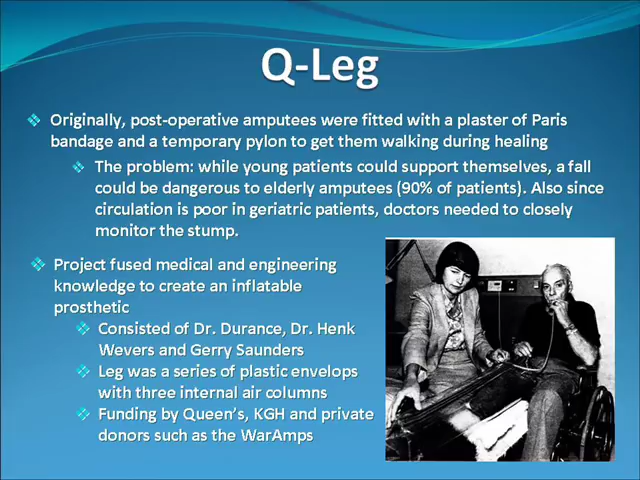 Q-Leg
Originally, post-operative amputees were fitted with a plaster of Paris
bandage and a temporary pylon to get them walking during healing
The problem: while young patients could support themselves, a fall
could be dangerous to elderly amputees (90% of patients). Also since
circulation is poor in geriatric patients, doctors needed to closely
monitor the stump.
Project fused medical and engineering
knowledge to create an inflatable
prosthetic
Consisted of Dr. Durance, Dr. Henk
Wevers and Gerry Saunders
Leg was a series of plastic envelops
with three internal air columns
Funding by Queen's, KGH and private
donors such as the WarAmps